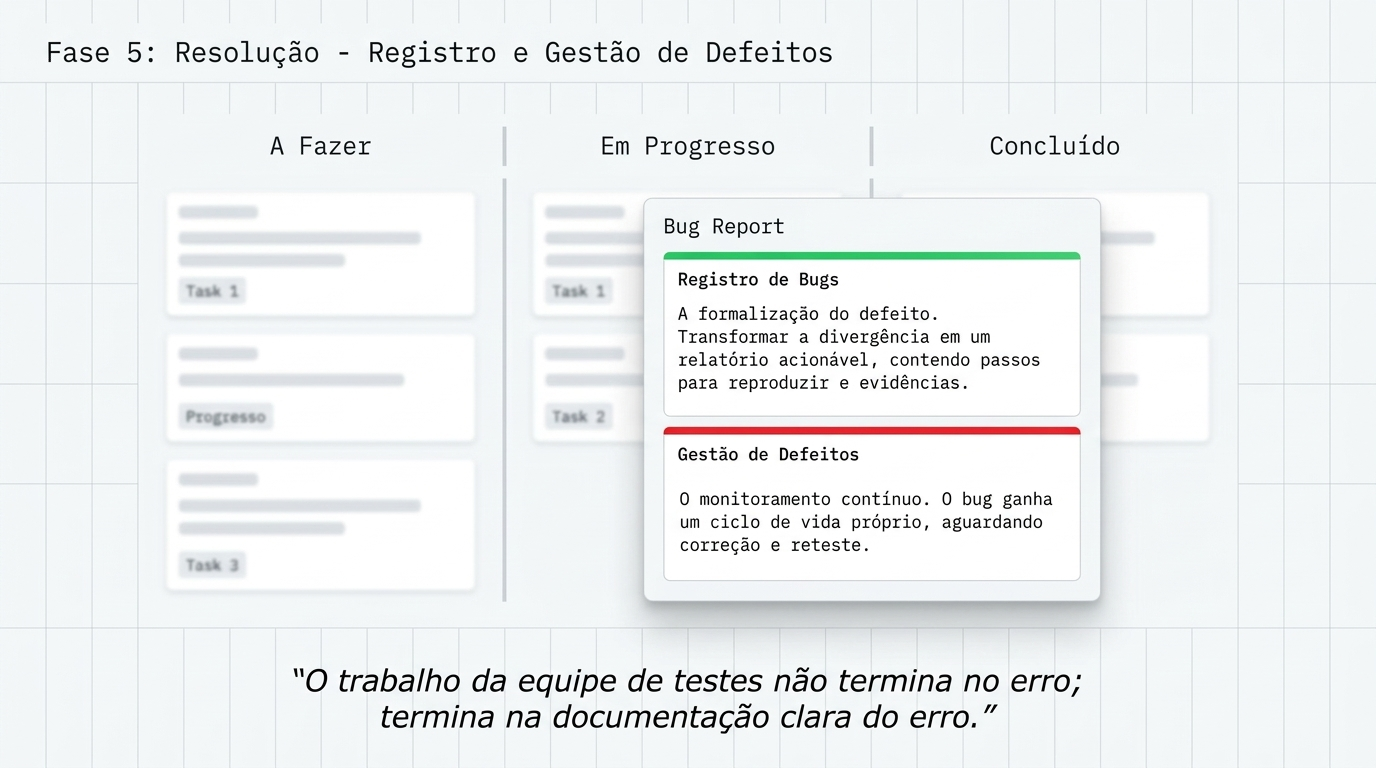 Fase 5: Resolução - Registro e Gestão de Defeitos
A Fazer
Em Progresso
Concluído
Task 1
Progresso
Task 3
Task 1
Task 2
Bug Report
Registro de Bugs
A formalização do defeito.
Transformar a divergência em um
relatório acionável, contendo passos
para reproduzir e evidências.
Gestão de Defeitos
O monitoramento contínuo. O bug ganha
um ciclo de vida próprio, aguardando
correção e reteste.
“O trabalho da equipe de testes não termina no erro;
termina na documentação clara do erro.”